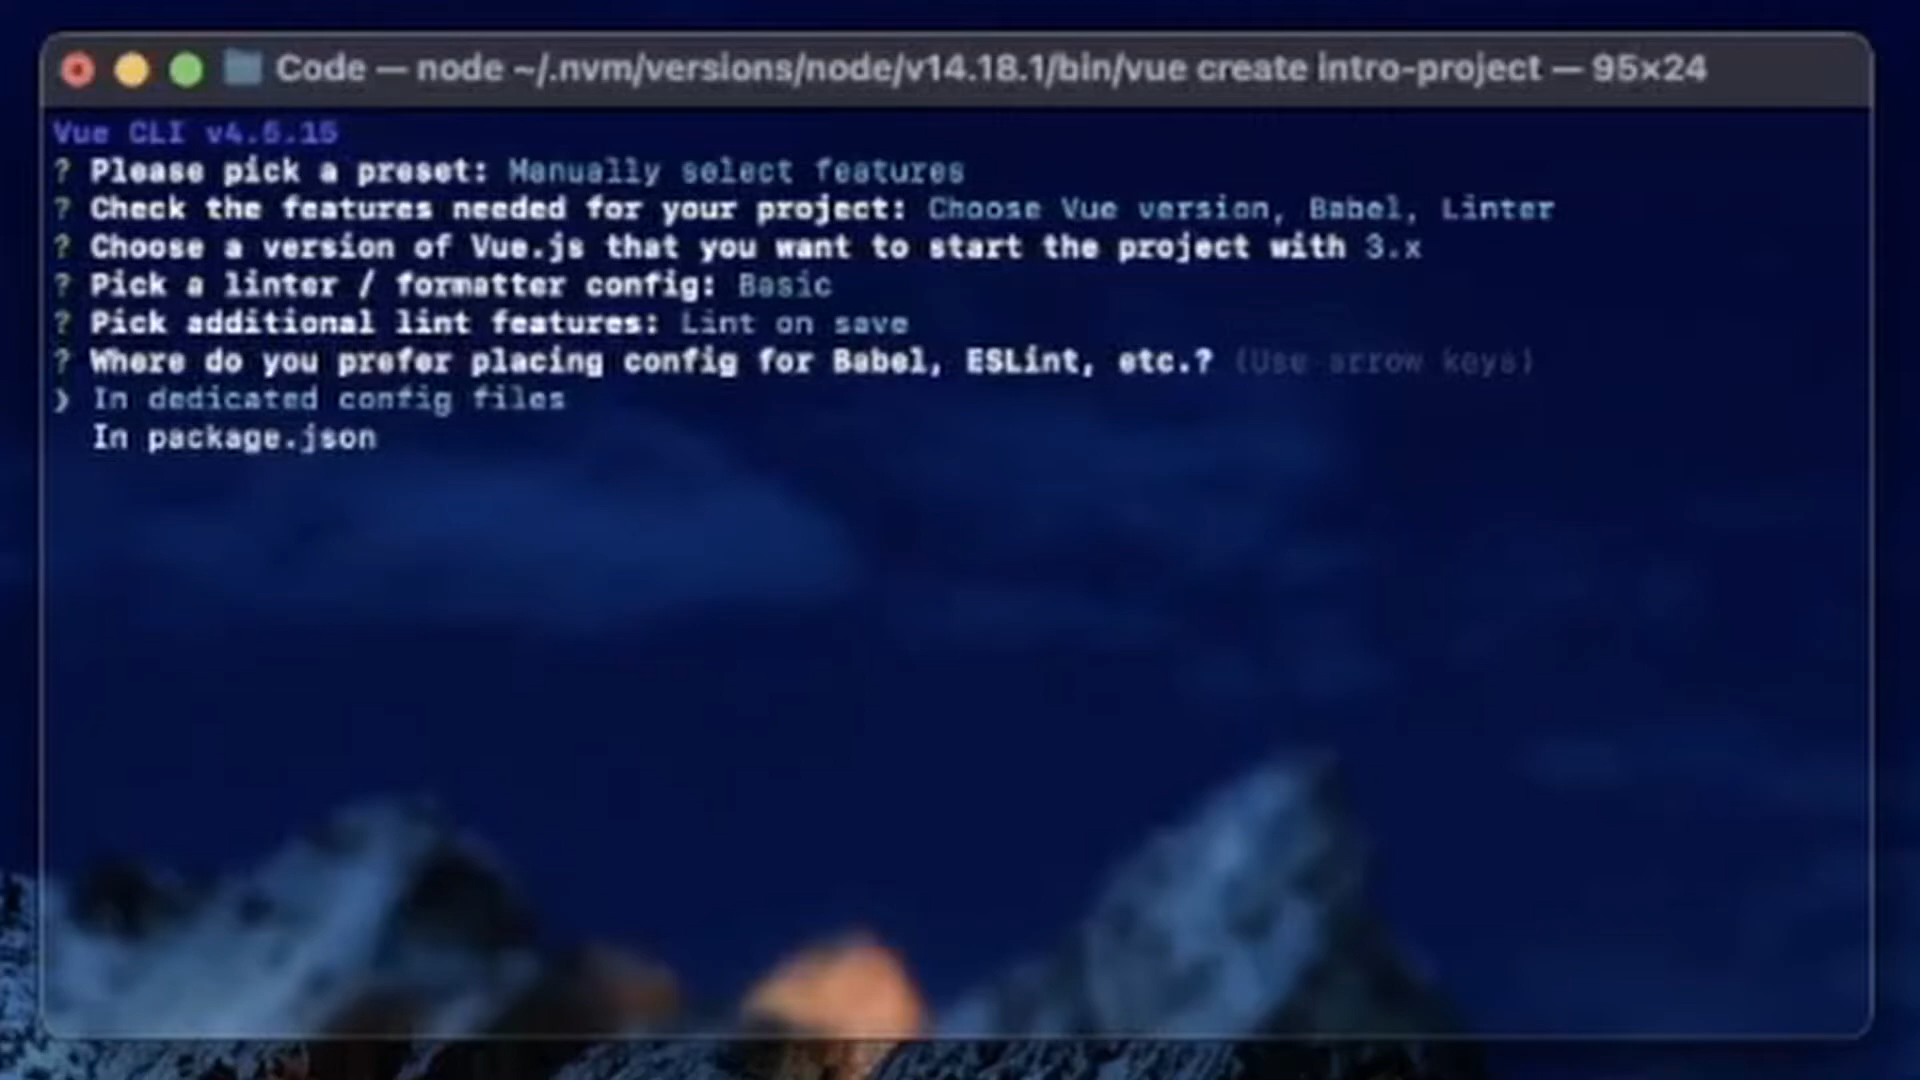 Code — node ~/.nvm/versions/node/v14.18.1/bin/vue create intro-project — 95×24
Vue CLI v4.5.15
? Please pick a preset: Manually select features
? Check the features needed for your project: Choose Vue version, Babel, Linter
? Choose a version of Vue.js that you want to start the project with 3.x
? Pick a linter / formatter config: Basic
? Pick additional lint features: Lint on save
? Where do you prefer placing config for Babel, ESLint, etc.? (Use arrow keys)
❯ In dedicated config files
In package.json